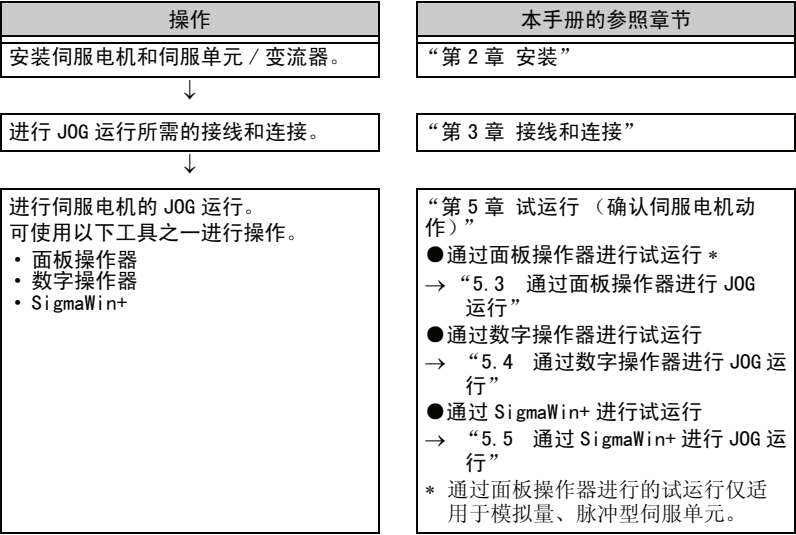 操作
本手册的参照章节
安装伺服电机和伺服单元 / 变流器。
“第 2 章 安装”
↓
进行 JOG 运行所需的接线和连接。
“第 3 章 接线和连接”
↓
进行伺服电机的 JOG 运行。
可使用以下工具之一进行操作。
・ 面板操作器
・ 数字操作器
・ SigmaWin+
“第 5 章 试运行 （确认伺服电机动
作）”
●通过面板操作器进行试运行 *
→ “5.3 通过面板操作器进行 JOG
运行”
●通过数字操作器进行试运行
→ “5.4 通过数字操作器进行 JOG 运
行”
●通过 SigmaWin+ 进行试运行
→ “5.5 通过 SigmaWin+ 进行 JOG 运
行”
* 通过面板操作器进行的试运行仅适
用于模拟量、脉冲型伺服单元。